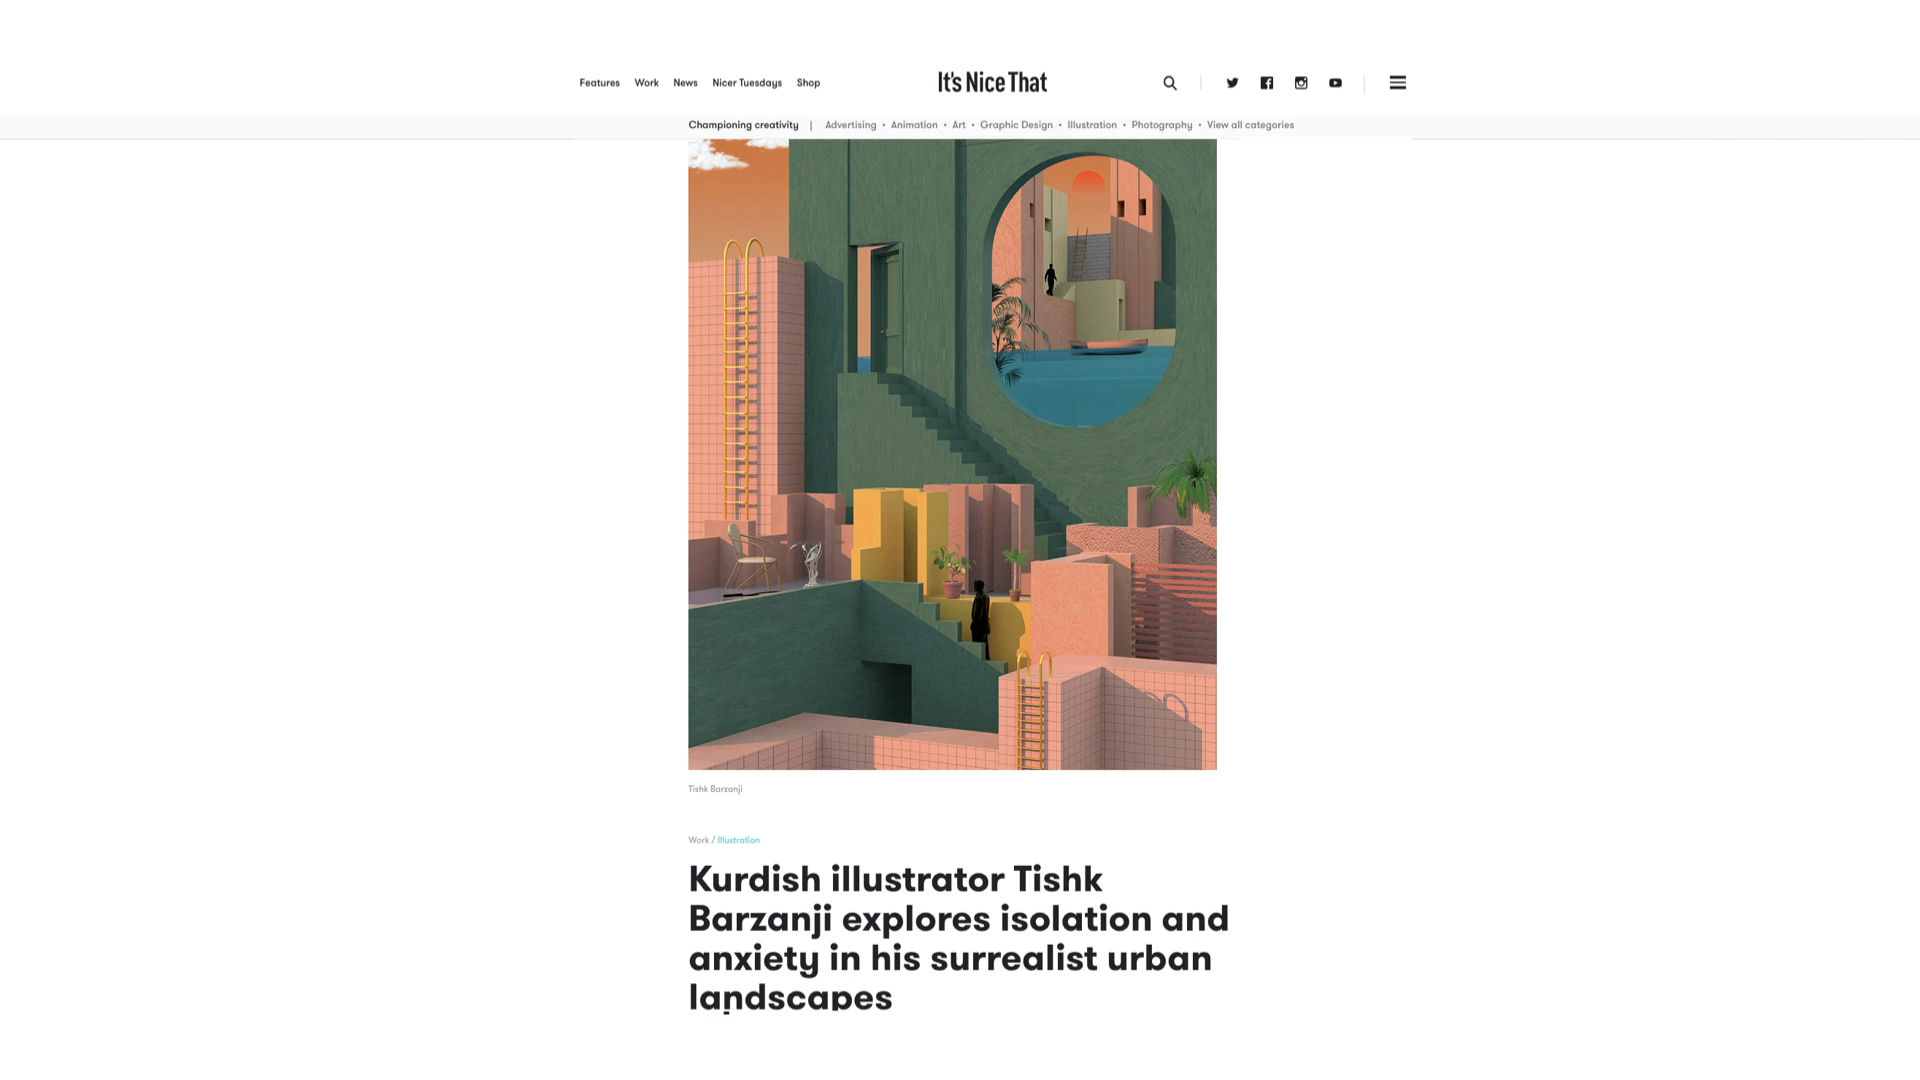 Features Work News Nicer Tuesdays Shop It's Nice That
Championing creativity | Advertising • Animation • Art • Graphic Design • Illustration • Photography • View all categories
Tishk Barzanji
Work / Illustration
Kurdish illustrator Tishk
Barzanji explores isolation and
anxiety in his surrealist urban
landscapes